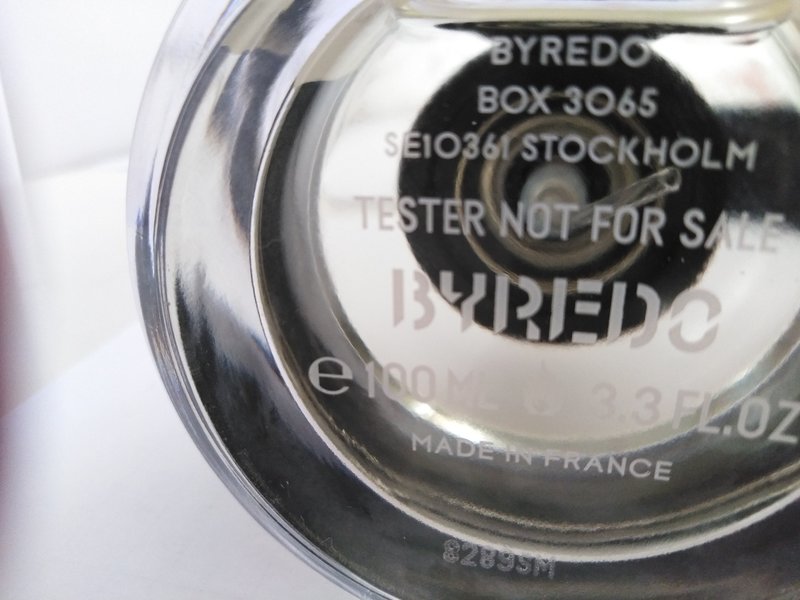 BYREDO
BOX 3065
SE10361 STOCKHOLM
TESTER NOT FOR SALE
BYREDO
℮ 100 ML 3.3 FL.OZ
MADE IN FRANCE
8289SM